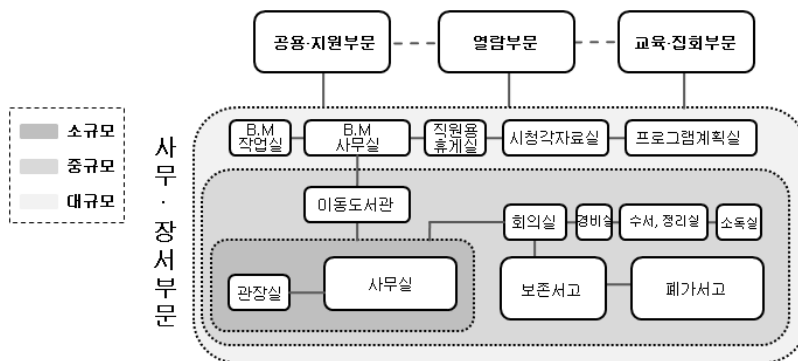 공용·지원부문
열람부문
교육·집회부문
소규모
중규모
대규모
사무·장서부문
B.M
작업실
B.M
사무실
직원용
휴게실
시청각자료실
프로그램계획실
이동도서관
회의실
경비실
수서, 정리실
소독실
관장실
사무실
보존서고
폐가서고